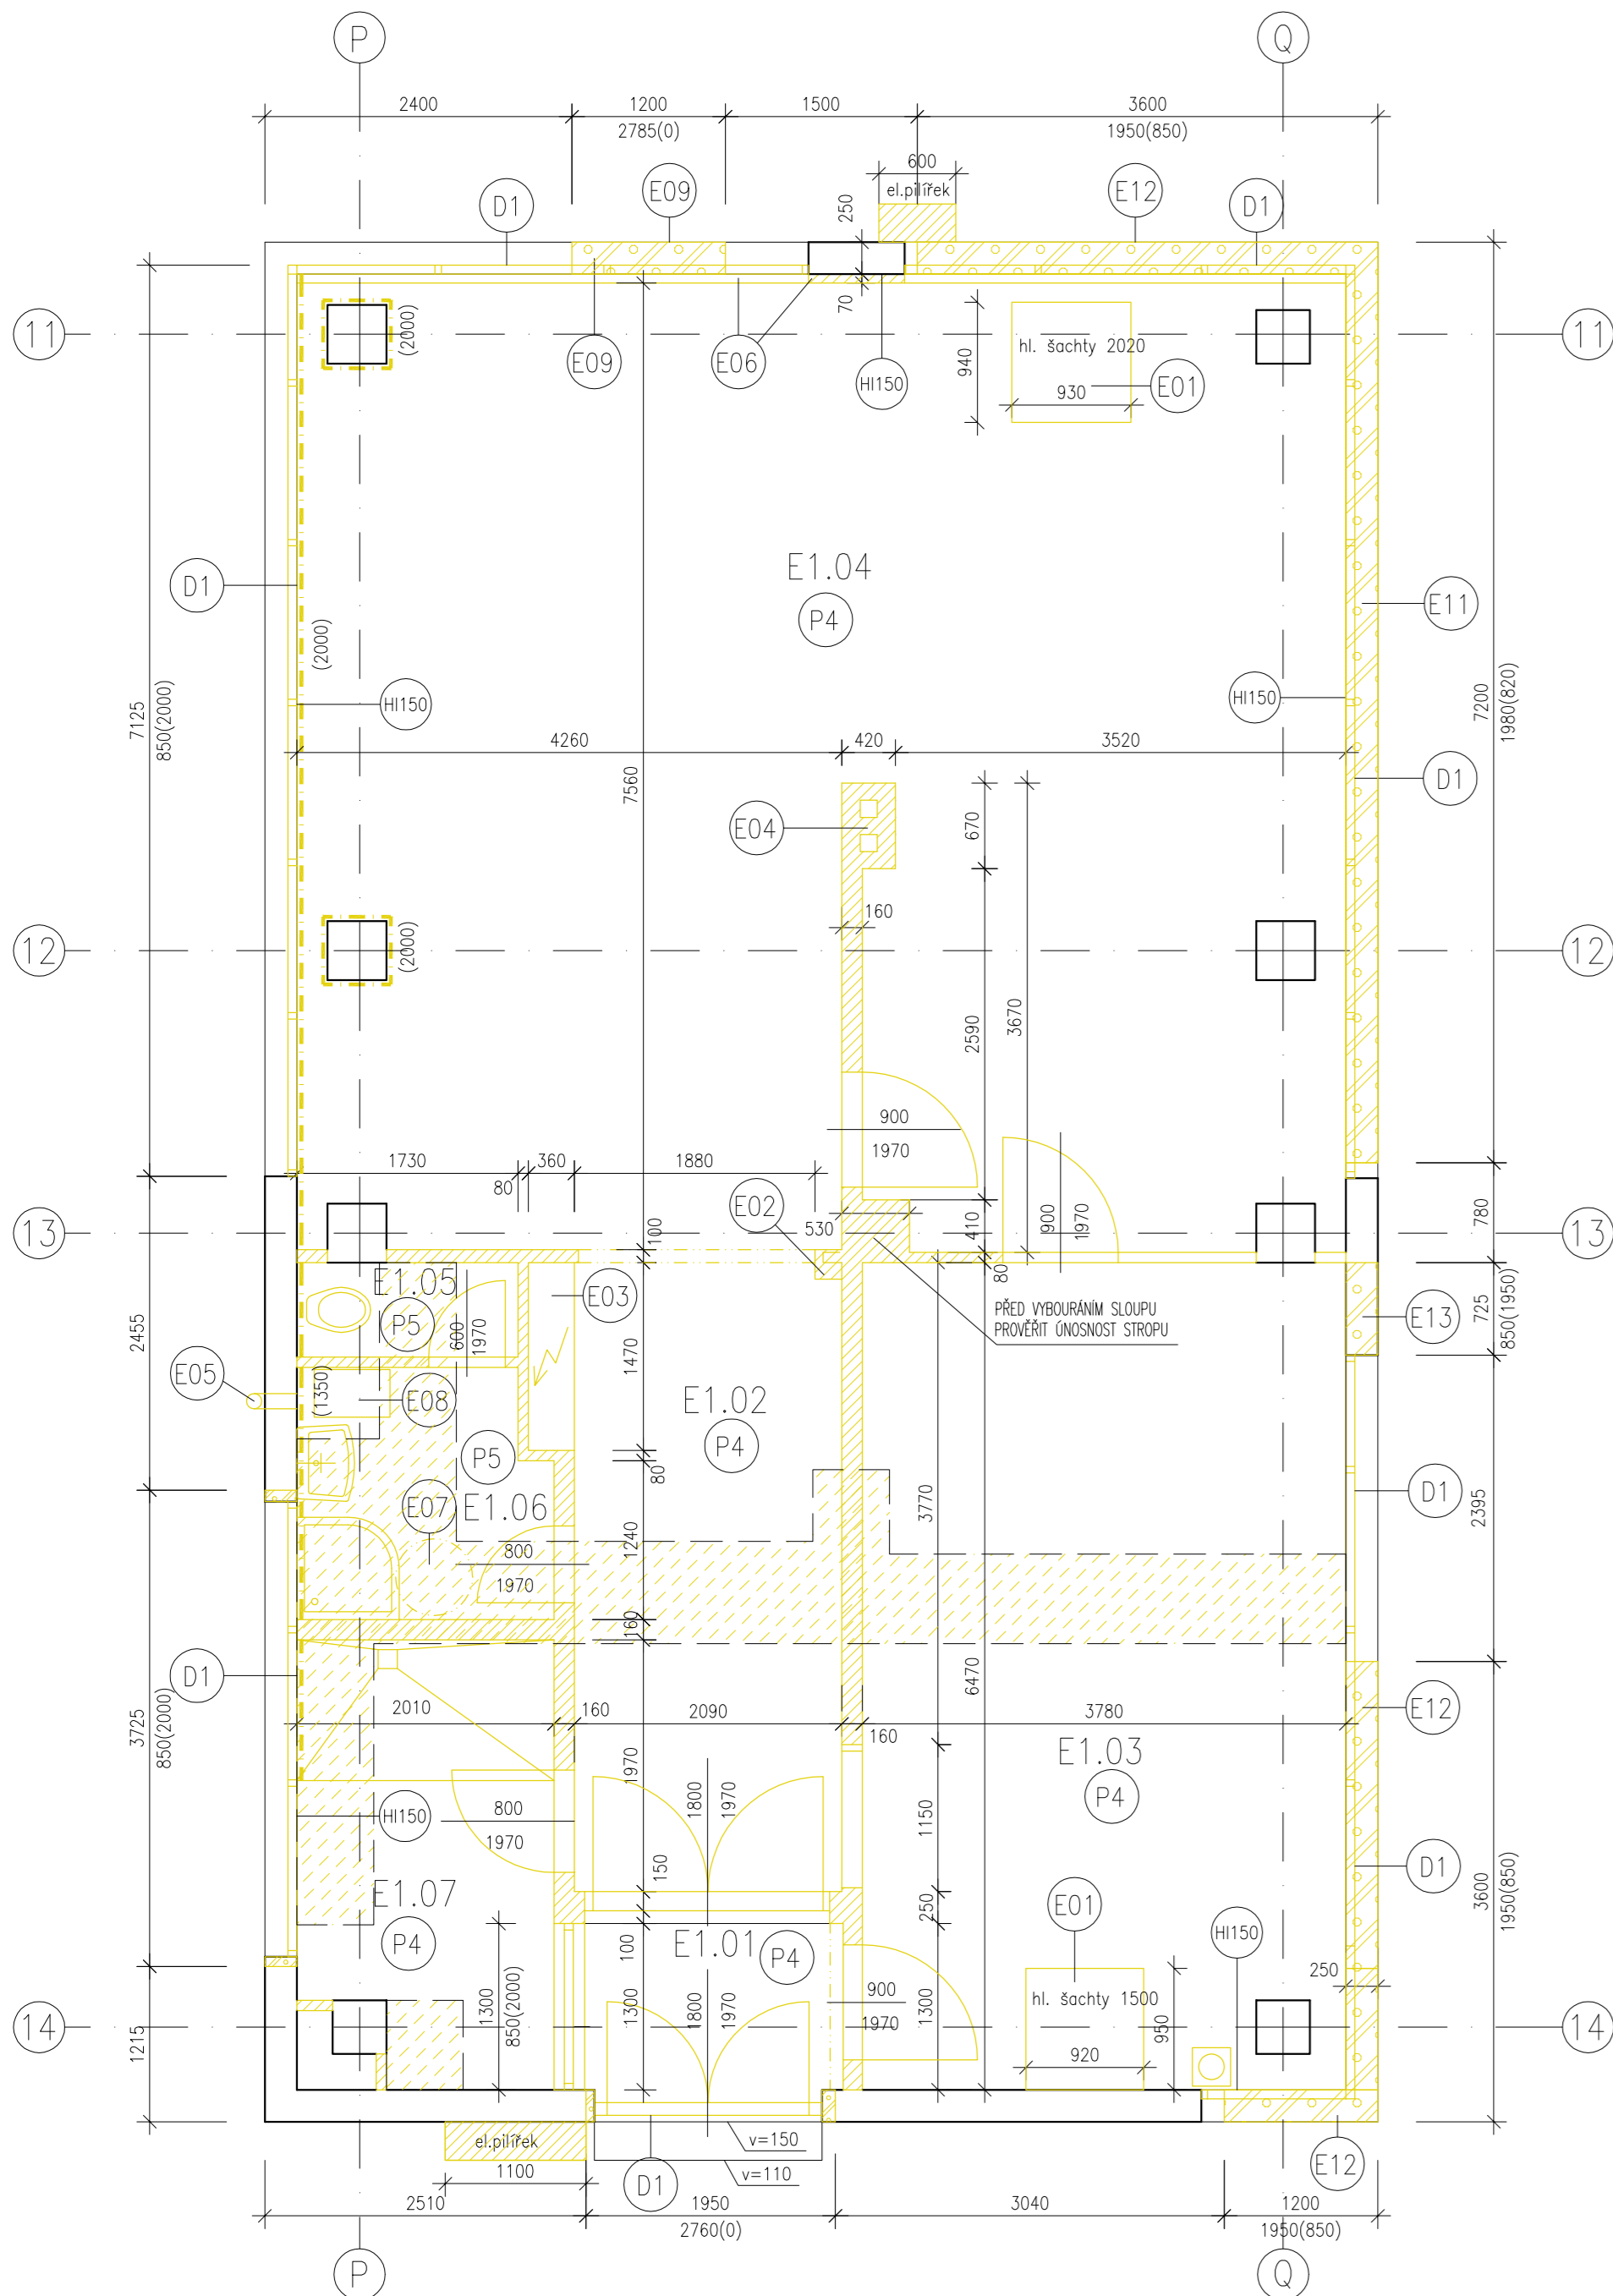 P
Q
2400
1200
2785(0)
1500
3600
1950(850)
600
el.pilířek
E09
E12
D1
D1
250
11
11
(2000)
E09
E06
70
HI150
hl. šachty 2020
940
930
E01
E1.04
P4
D1
(2000)
E11
HI150
HI150
7125
850(2000)
7200
1980(820)
4260
420
3520
D1
7560
E04
670
160
12
12
(2000)
2590
3670
900
1970
1730
80
360
1880
E02
530
410
900
1970
780
13
13
100
80
E1.05
P5
600
1970
E03
PŘED VYBOURÁNÍM SLOUPU
PROVĚŘIT ÚNOSNOST STROPU
E13
725
850(1950)
2455
1470
E05
(1350)
E08
E1.02
P4
P5
80
E07
E1.06
3770
D1
2395
1240
800
1970
160
D1
6470
3725
850(2000)
2010
160
2090
160
3780
E12
E1.03
P4
1970
1800
1970
1150
HI150
800
1970
150
D1
3600
1950(850)
E1.07
P4
250
E01
HI150
E1.01
P4
100
250
1300
850(2000)
1300
1800
1970
900
1970
1300
hl. šachty 1500
950
920
14
14
1215
el.pilířek
v=150
v=110
1100
D1
E12
2510
1950
2760(0)
3040
1200
1950(850)
P
Q